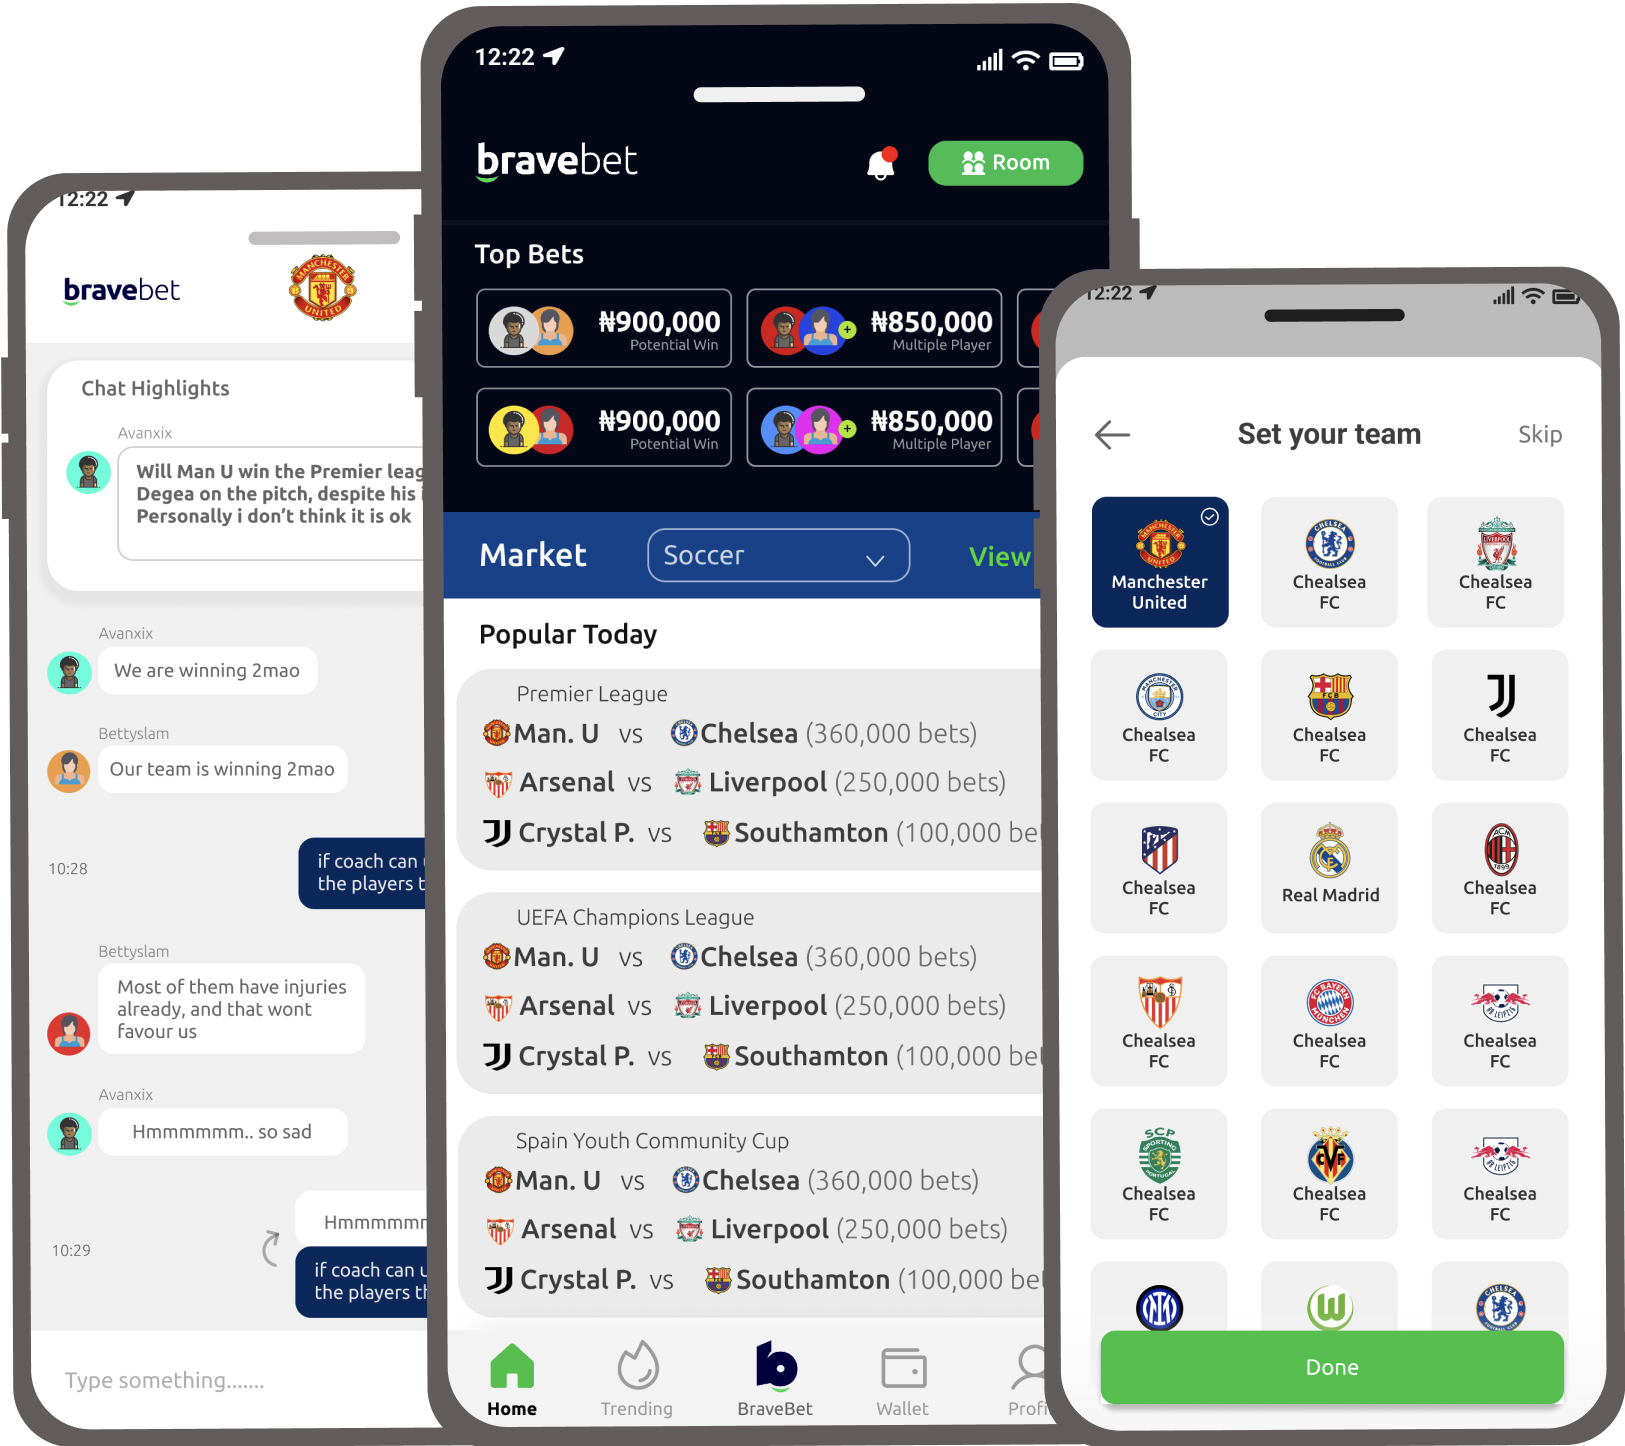 12:22
bravebet
MANCHESTER
UNITED
Chat Highlights
Avanxix
Will Man U win the Premier leag
Degea on the pitch, despite his i
Personally i don't think it is ok
Avanxix
We are winning 2mao
Bettyslam
Our team is winning 2mao
10:28
if coach can
the players t
Bettyslam
Most of them have injuries
already, and that wont
favour us
Avanxix
Hmmmmmm.. so sad
Hmmmmmm
10:29
if coach can
the players th
Type something.......
12:22
bravebet
Room
Top Bets
₦900,000
Potential Win
₦850,000
Multiple Player
₦900,000
Potential Win
₦850,000
Multiple Player
Market
Soccer
View
Popular Today
Premier League
Man. U vs Chelsea (360,000 bets)
Arsenal vs Liverpool (250,000 bets)
Crystal P. vs Southamton (100,000 bet
UEFA Champions League
Man. U vs Chelsea (360,000 bets)
Arsenal vs Liverpool (250,000 bets)
Crystal P. vs Southamton (100,000 bet
Spain Youth Community Cup
Man. U vs Chelsea (360,000 bets)
Arsenal vs Liverpool (250,000 bets)
Crystal P. vs Southamton (100,000 bet
Home
Trending
BraveBet
Wallet
Profi
12:22
Set your team
Skip
Manchester
United
Chealsea
FC
Chealsea
FC
Chealsea
FC
Chealsea
FC
Chealsea
FC
Chealsea
FC
Real Madrid
Chealsea
FC
Chealsea
FC
Chealsea
FC
Chealsea
FC
Chealsea
FC
Chealsea
FC
Chealsea
FC
Done